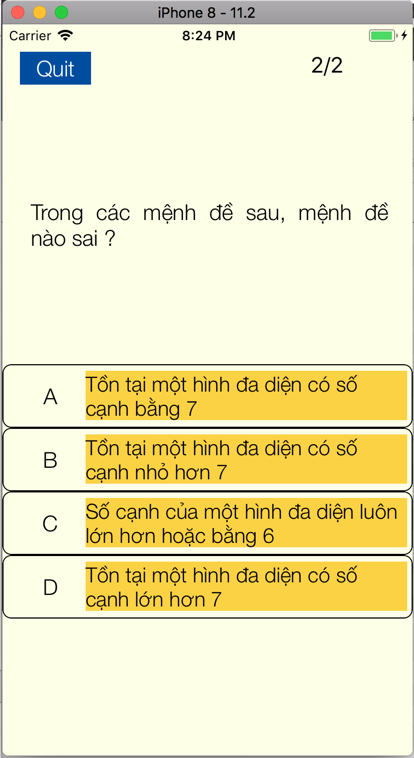 iPhone 8 - 11.2
Carrier 8:24 PM
Quit 2/2
Trong các mệnh đề sau, mệnh đề
nào sai ?
A
Tồn tại một hình đa diện có số
cạnh bằng 7
B
Tồn tại một hình đa diện có số
cạnh nhỏ hơn 7
C
Số cạnh của một hình đa diện luôn
lớn hơn hoặc bằng 6
D
Tồn tại một hình đa diện có số
cạnh lớn hơn 7